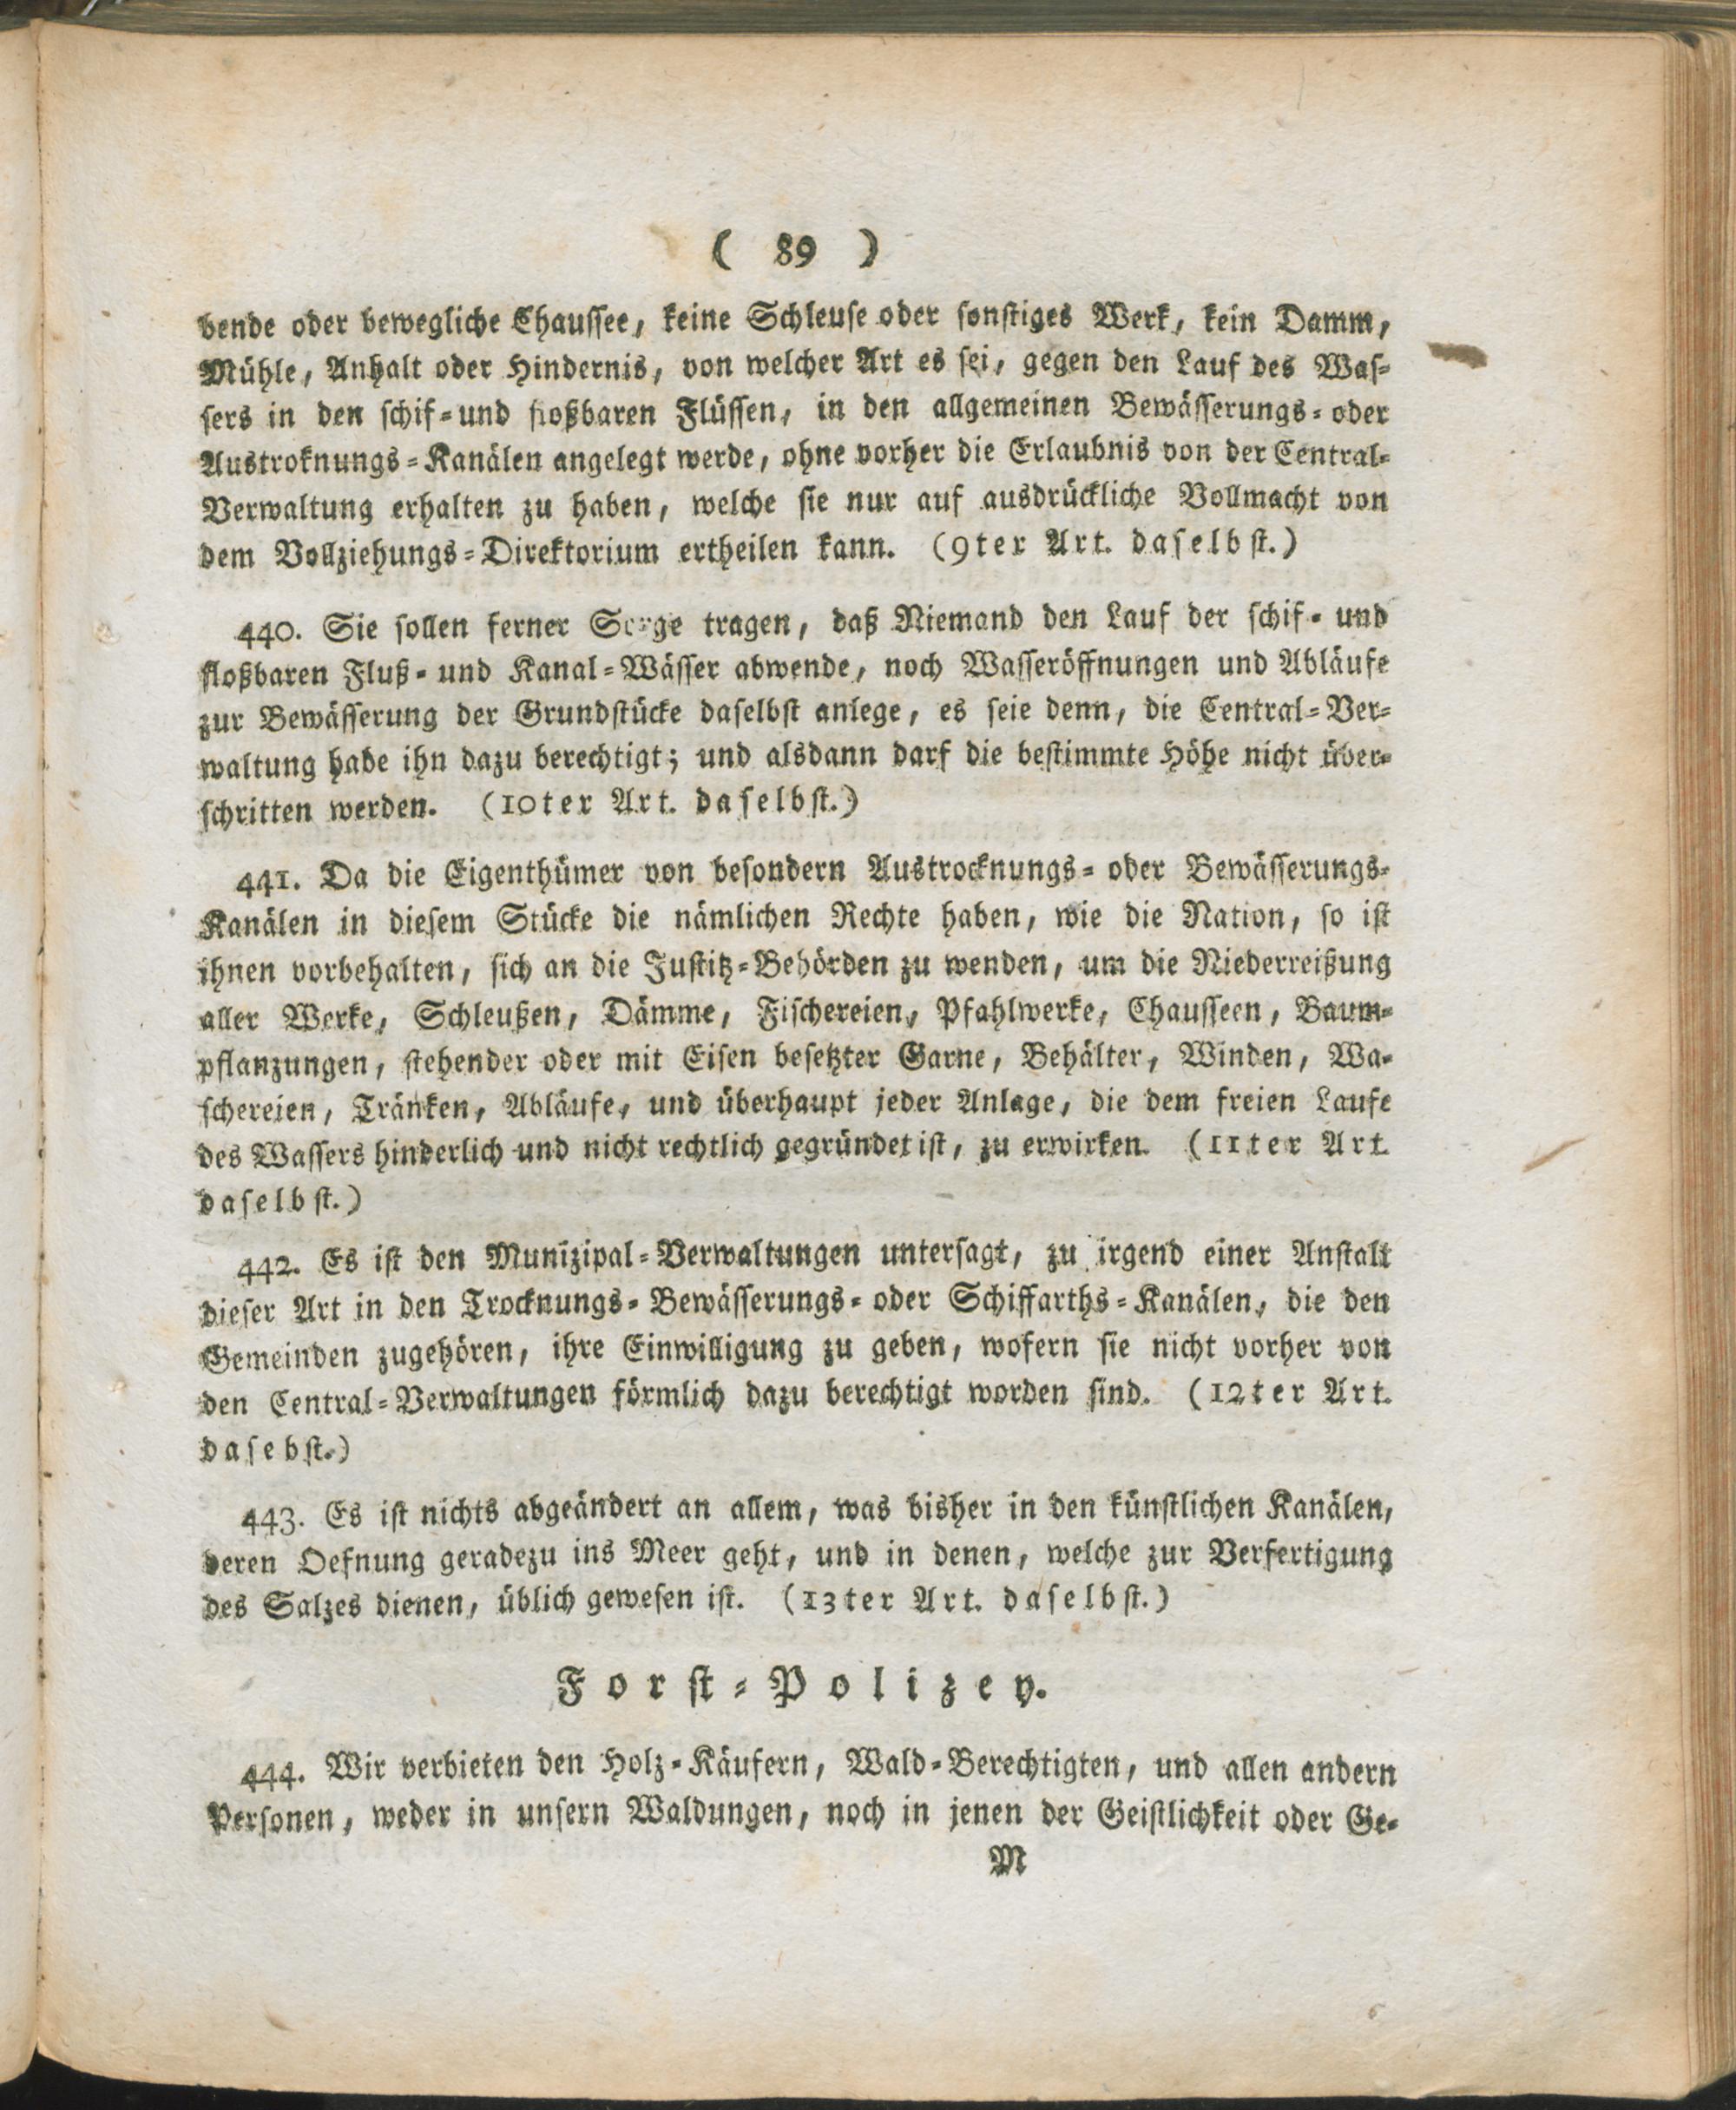 ( 89 )
bende oder bewegliche Chaussee, keine Schleuse oder sonstiges Werk, kein Damm,
Mühle, Anhalt oder Hindernis, von welcher Art es sei, gegen den Lauf des Was-
sers in den schif-und floßbaren Flüssen, in den allgemeinen Bewässerungs-oder
Austroknungs-Kanälen angelegt werde, ohne vorher die Erlaubnis von der Central-
Verwaltung erhalten zu haben, welche sie nur auf ausdrückliche Vollmacht von
dem Vollziehungs-Direktorium ertheilen kann. (9ter Art. daselbst.)
440. Sie sollen ferner Sorge tragen, daß Niemand den Lauf der schif- und
floßbaren Fluß- und Kanal-Wässer abwende, noch Wasseröffnungen und Abläufe
zur Bewässerung der Grundstücke daselbst anlege, es seie denn, die Central-Ver-
waltung habe ihn dazu berechtigt; und alsdann darf die bestimmte Höhe nicht über-
schritten werden. (10ter Art. daselbst.)
441. Da die Eigenthümer von besondern Austrocknungs- oder Bewässerungs-
Kanälen in diesem Stücke die nämlichen Rechte haben, wie die Nation, so ist
ihnen vorbehalten, sich an die Justitz-Behörden zu wenden, um die Niederreißung
aller Werke, Schleußen, Dämme, Fischereien, Pfahlwerke, Chausseen, Baum-
pflanzungen, stehender oder mit Eisen besetzter Garne, Behälter, Winden, Wa-
schereien, Tränken, Abläufe, und überhaupt jeder Anlage, die dem freien Laufe
des Wassers hinderlich und nicht rechtlich gegründet ist, zu erwirken. (11ter Art.
daselbst.)
442. Es ist den Munizipal-Verwaltungen untersagt, zu irgend einer Anstalt
dieser Art in den Trocknungs-Bewässerungs-oder Schiffarths-Kanälen, die den
Gemeinden zugehören, ihre Einwilligung zu geben, wofern sie nicht vorher von
den Central-Verwaltungen förmlich dazu berechtigt worden sind. (12ter Art.
dasebst.)
443. Es ist nichts abgeändert an allem, was bisher in den künstlichen Kanälen,
deren Oefnung geradezu ins Meer geht, und in denen, welche zur Verfertigung
des Salzes dienen, üblich gewesen ist. (13ter Art. daselbst.)
Forst-Polizey.
444. Wir verbieten den Holz-Käufern, Wald-Berechtigten, und allen andern
Personen, weder in unsern Waldungen, noch in jenen der Geistlichkeit oder Ge-
M